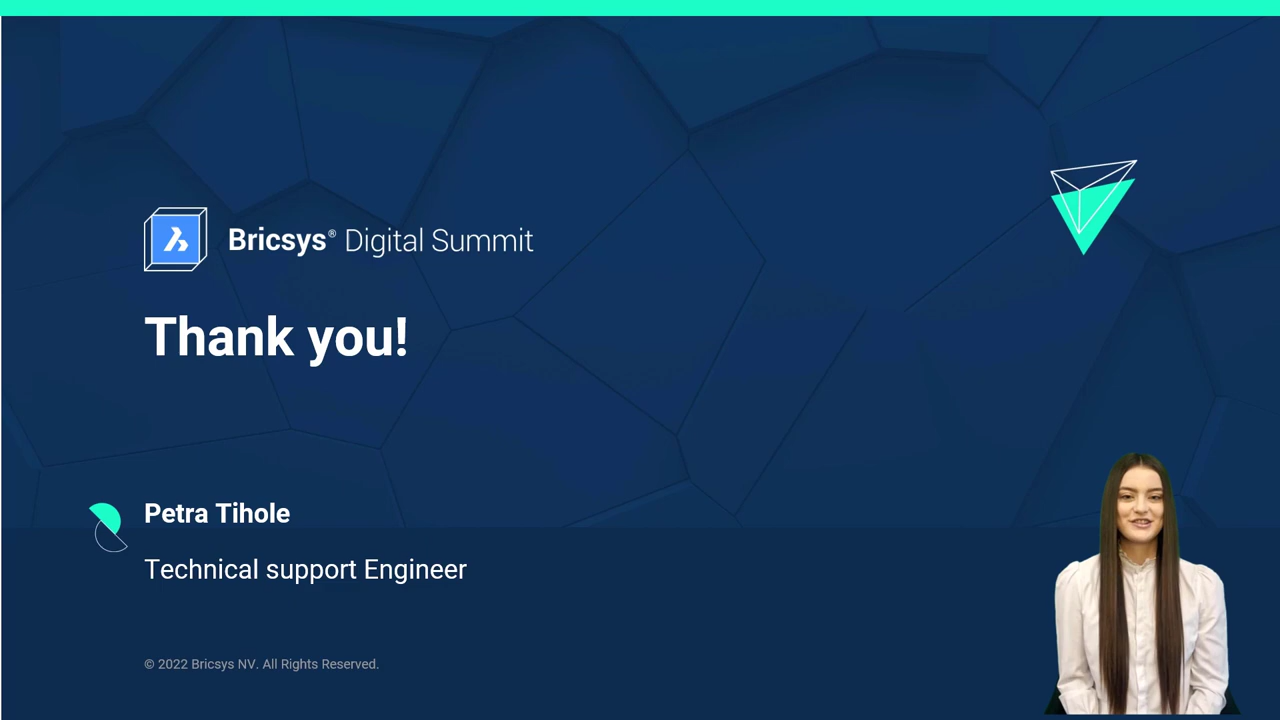 Bricsys® Digital Summit
Thank you!
Petra Tihole
Technical support Engineer
© 2022 Bricsys NV. All Rights Reserved.